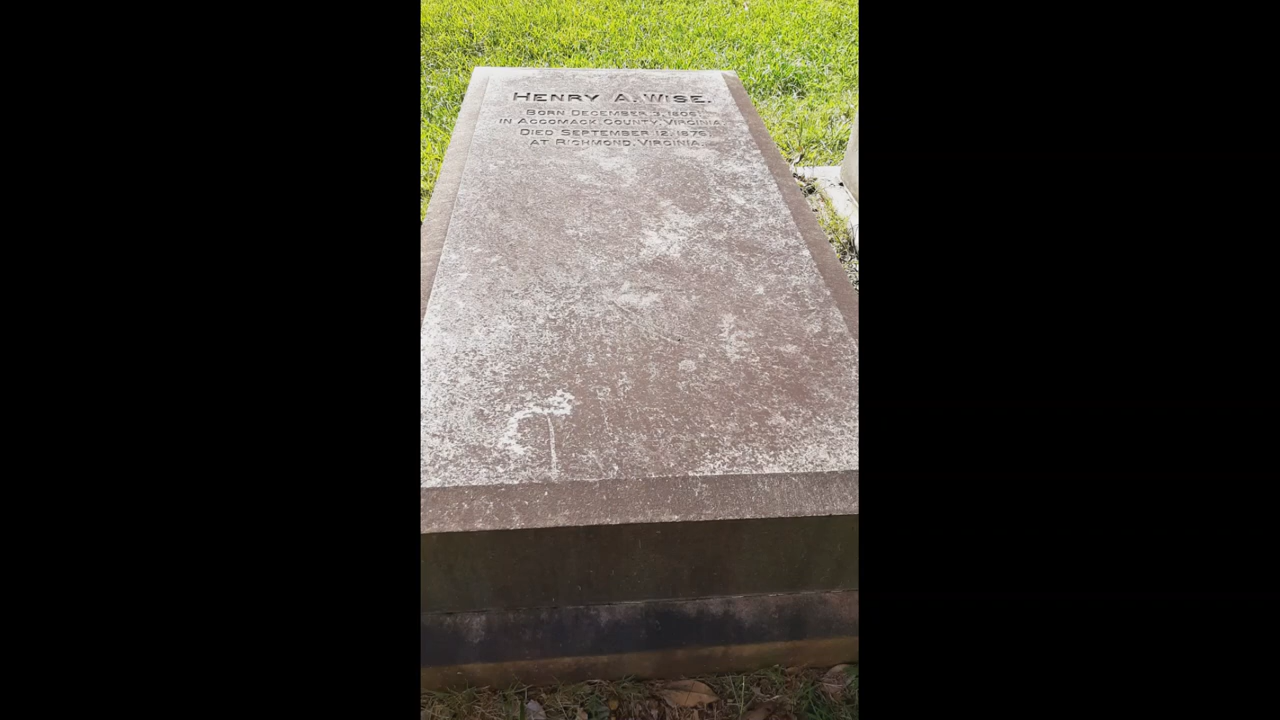 HENRY A. WISE.
BORN DECEMBER 3, 1806,
IN ACCOMACK COUNTY, VIRGINIA.
DIED SEPTEMBER 12, 1876,
AT RICHMOND, VIRGINIA.